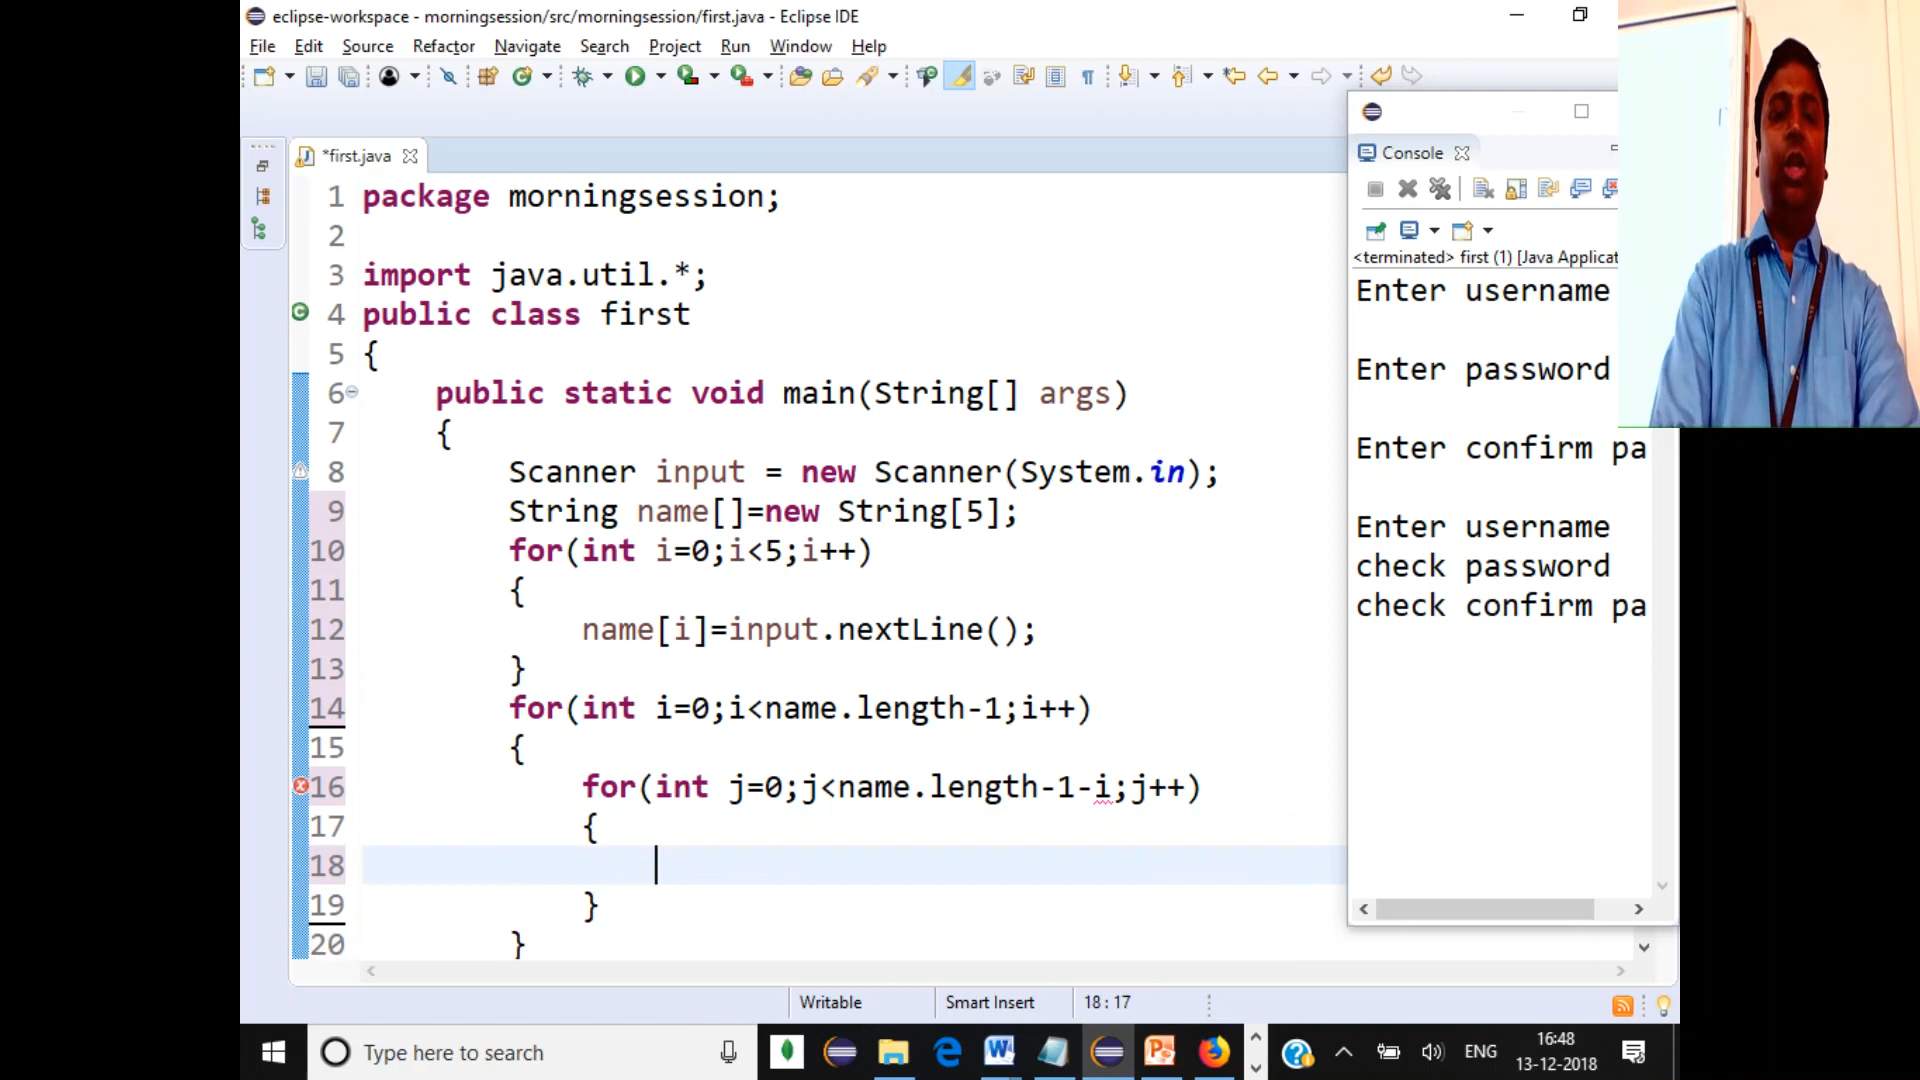 eclipse-workspace - morningsession/src/morningsession/first.java - Eclipse IDE
File Edit Source Refactor Navigate Search Project Run Window Help
*first.java
1 package morningsession;
2
3 import java.util.*;
4 public class first
5 {
6 public static void main(String[] args)
7 {
8 Scanner input = new Scanner(System.in);
9 String name[]=new String[5];
10 for(int i=0;i<5;i++)
11 {
12 name[i]=input.nextLine();
13 }
14 for(int i=0;i<name.length-1;i++)
15 {
16 for(int j=0;j<name.length-1-i;j++)
17 {
18
19 }
20 }
Console
<terminated> first (1) [Java Applicat
Enter username
Enter password
Enter confirm pa
Enter username
check password
check confirm pa
Writable Smart Insert 18 : 17
Type here to search
ENG
16:48
13-12-2018